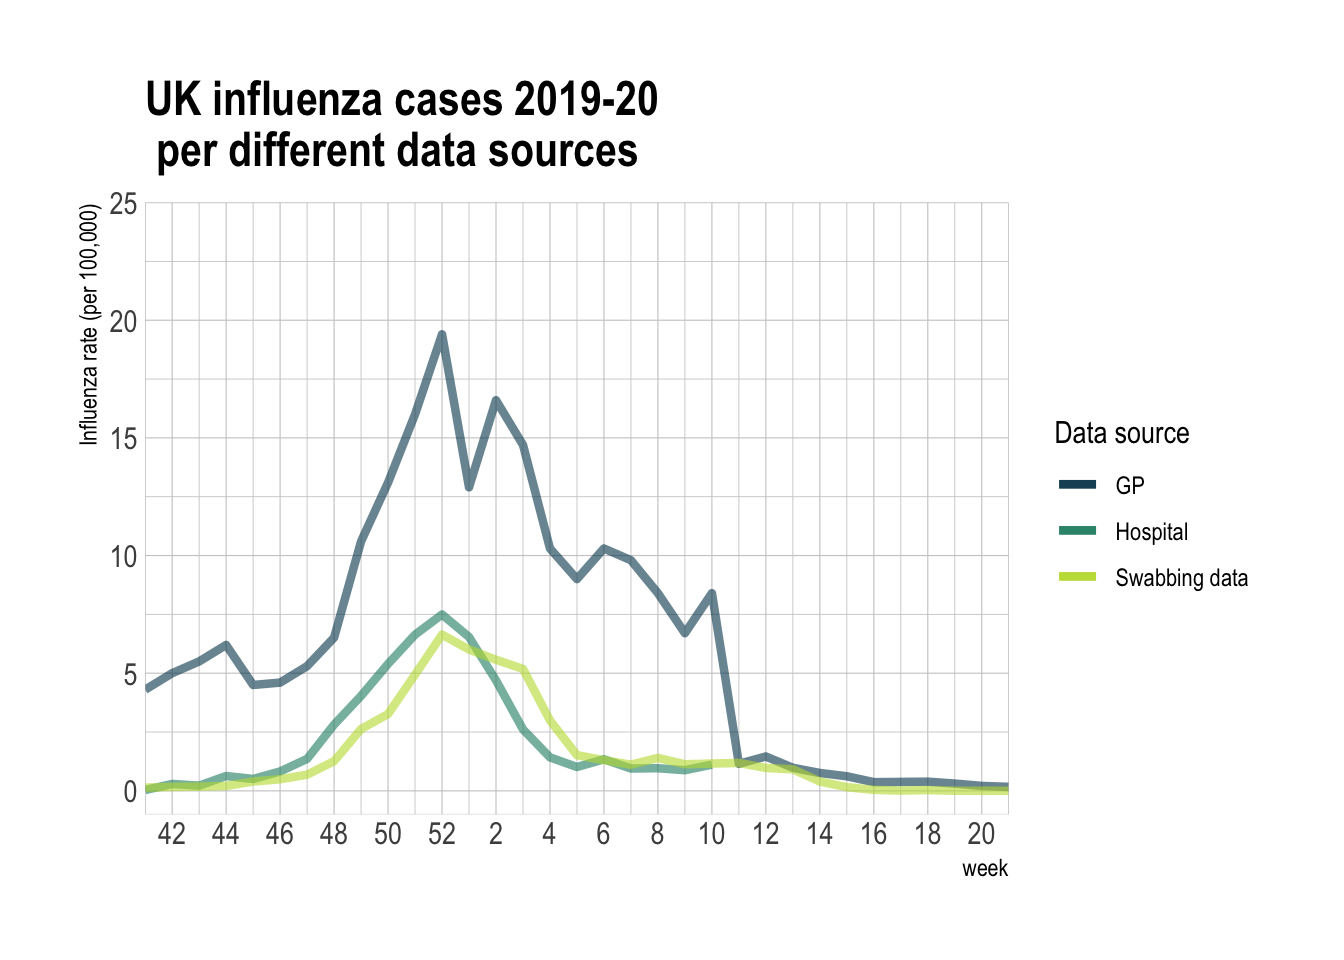 UK influenza cases 2019-20
per different data sources
Influenza rate (per 100,000)
25
20
15
10
5
0
42 44 46 48 50 52 2 4 6 8 10 12 14 16 18 20
week
Data source
GP
Hospital
Swabbing data